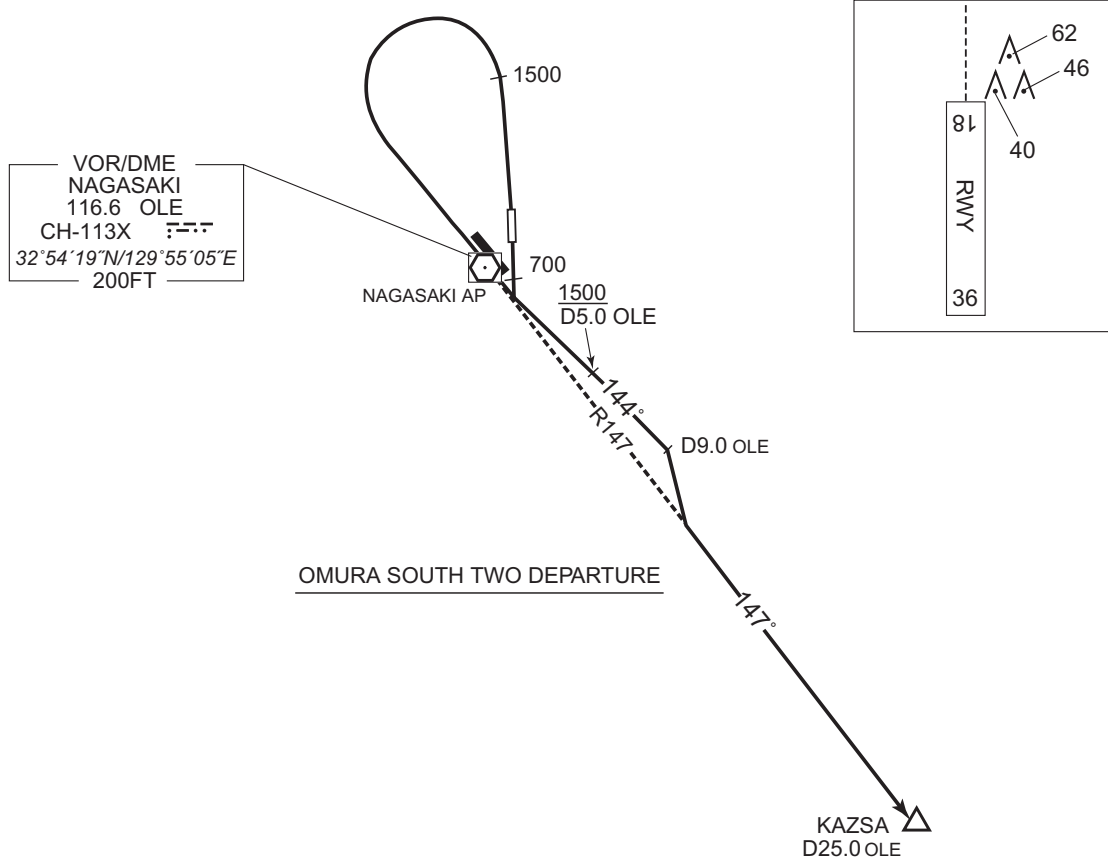 1500
VOR/DME
NAGASAKI
116.6 OLE
CH-113X
32°54´19˝N/129°55´05˝E
200FT
NAGASAKI AP
700
1500
D5.0 OLE
144°
R147
D9.0 OLE
OMURA SOUTH TWO DEPARTURE
147°
KAZSA
D25.0 OLE
62
46
40
18
RWY
36